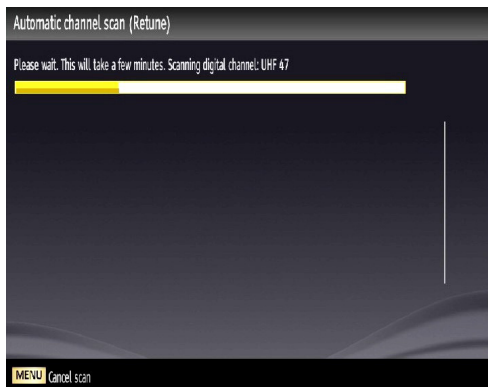 Automatic channel scan (Retune)
Please wait. This will take a few minutes. Scanning digital channel: UHF 47
MENU Cancel scan